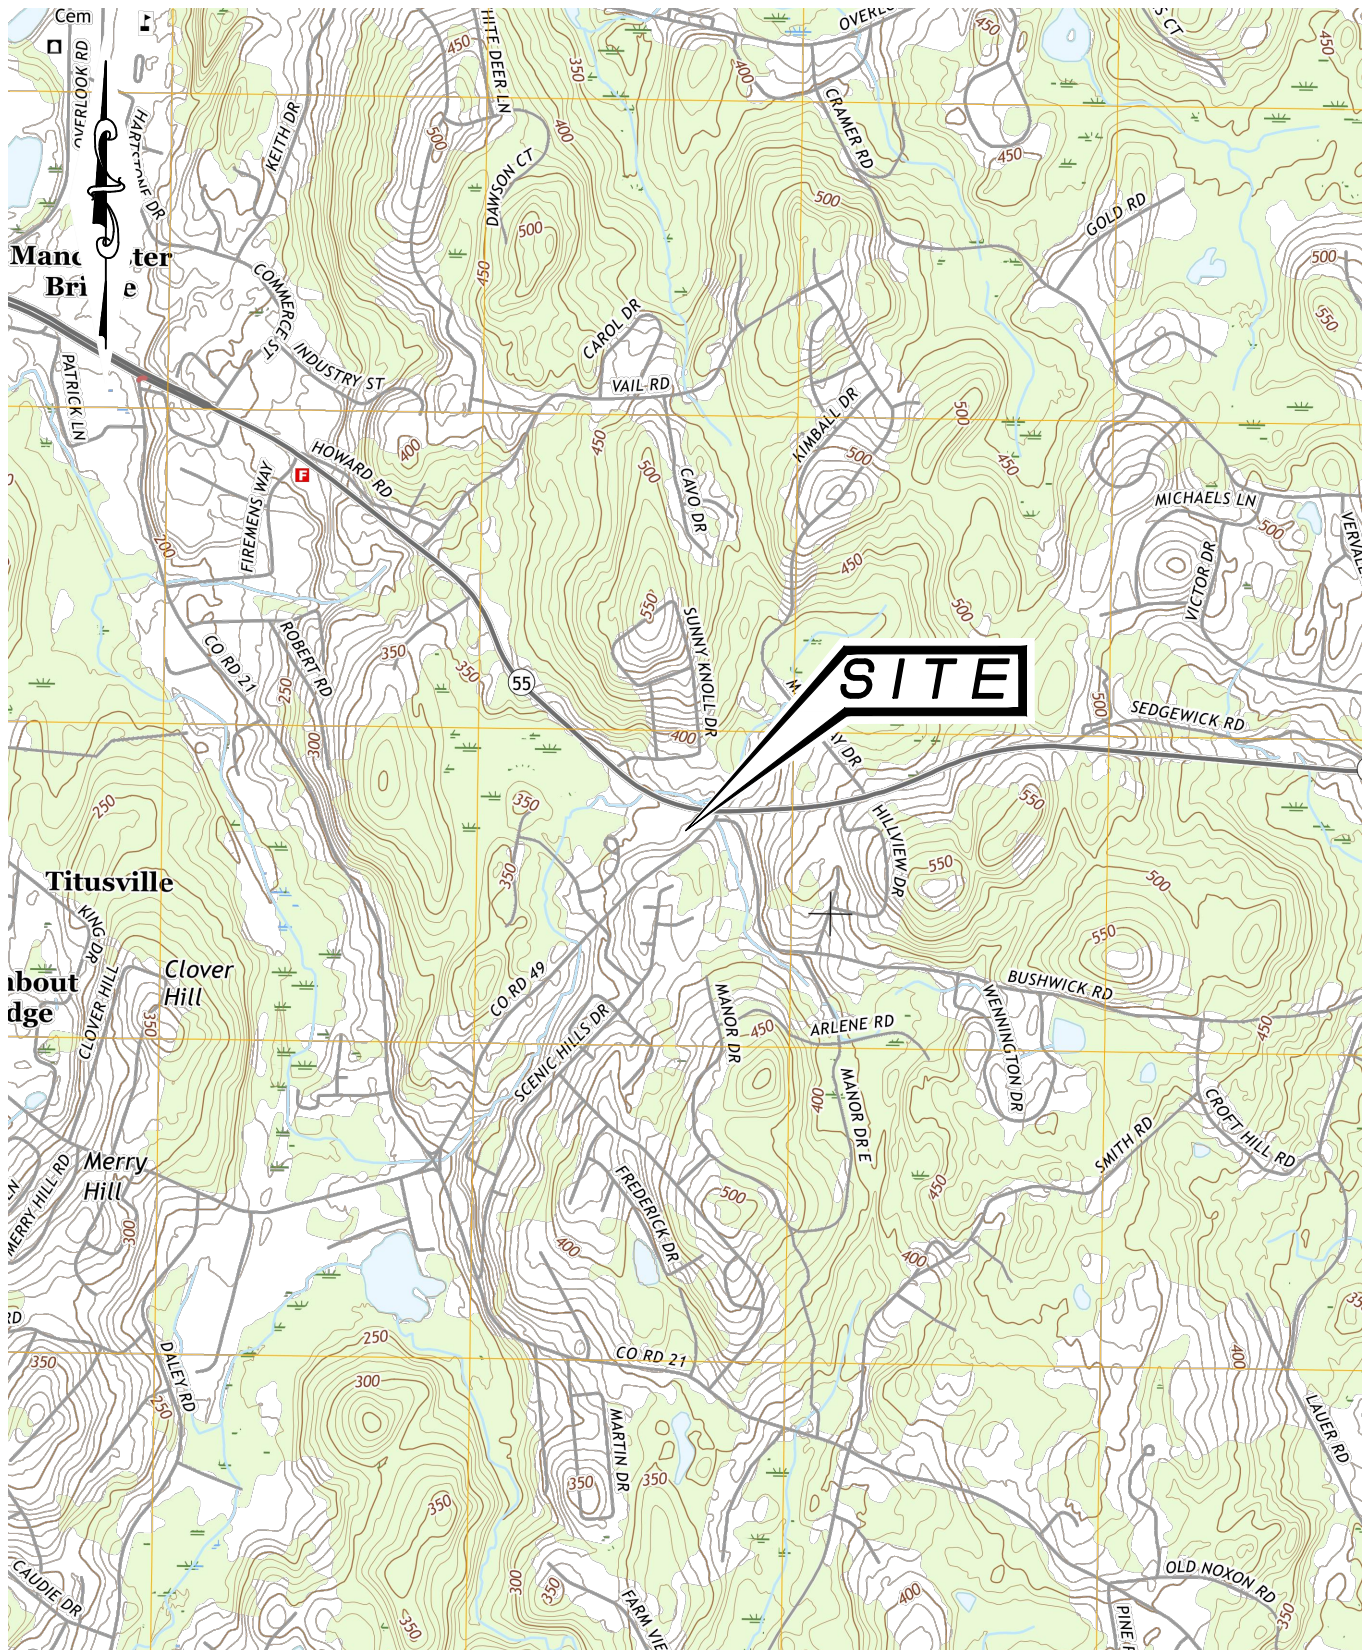 Cem
OVERLOOK RD
HARTSTONE DR
KEITH DR
450
HITE DEER LN
350
450
S CT
450
400
CRAMER RD
500
DAWSON CT
400
450
500
500
GOLD RD
500
450
550
COMMERCE ST
INDUSTRY ST
CAROL DR
VAIL RD
PATRICK LN
HOWARD RD
400
450
500
CAVO DR
KIMBALL DR
500
500
450
MICHAELS LN
500
F
FIREMENS WAY
200
VICTOR DR
450
550
500
SUNNY KNOLL DR
CO RD 21
ROBERT RD
250
350
350
55
300
400
SITE
AY DR
500
SEDGEWICK RD
250
350
350
HILLVIEW DR
550
550
500
550
Titusville
KING DR
CLOVER HILL
Clover
Hill
350
CO RD 49
SCENIC HILLS DR
MANOR DR
450
ARLENE RD
BUSHWICK RD
WENNINGTON DR
450
400
MANOR DR E
SMITH RD
CROFT HILL RD
Merry
Hill
MERRY HILL RD
LN
300
FREDERICK DR
500
450
400
400
RD
350
DALEY RD
250
250
300
CO RD 21
400
LAUER RD
MARTIN DR
350
350
350
CAUDIE DR
350
300
350
FARM VIE
400
OLD NOXON RD
350
PINE